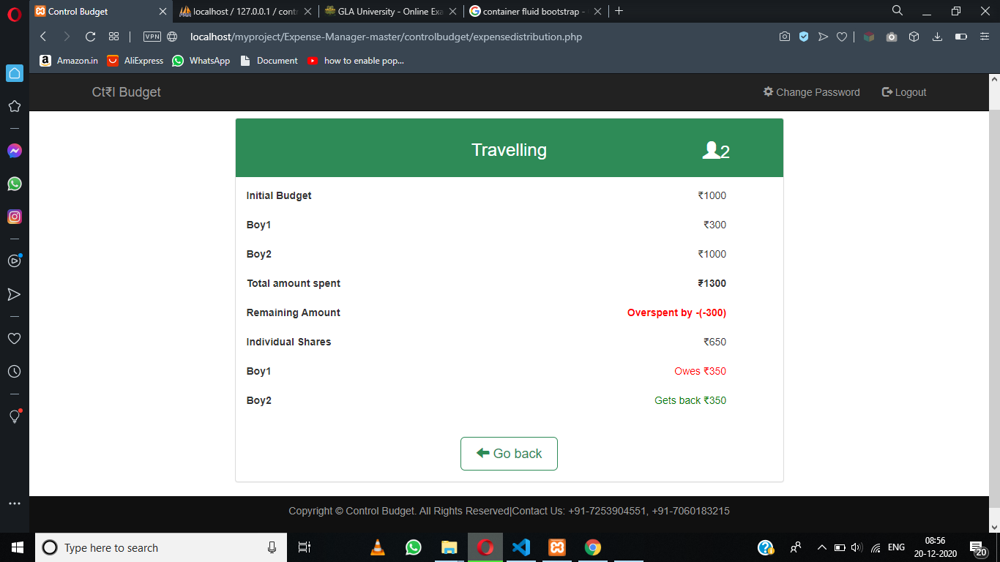 Control Budget
localhost / 127.0.0.1 / contr
GLA University - Online Exa
container fluid bootstrap -
VPN
localhost/myproject/Expense-Manager-master/controlbudget/expensedistribution.php
Amazon.in
AliExpress
WhatsApp
Document
how to enable pop...
Ct₹l Budget
Change Password
Logout
Travelling
2
Initial Budget ₹1000
Boy1 ₹300
Boy2 ₹1000
Total amount spent ₹1300
Remaining Amount Overspent by -(-300)
Individual Shares ₹650
Boy1 Owes ₹350
Boy2 Gets back ₹350
Go back
Copyright © Control Budget. All Rights Reserved|Contact Us: +91-7253904551, +91-7060183215
Type here to search
ENG
08:56
20-12-2020
20